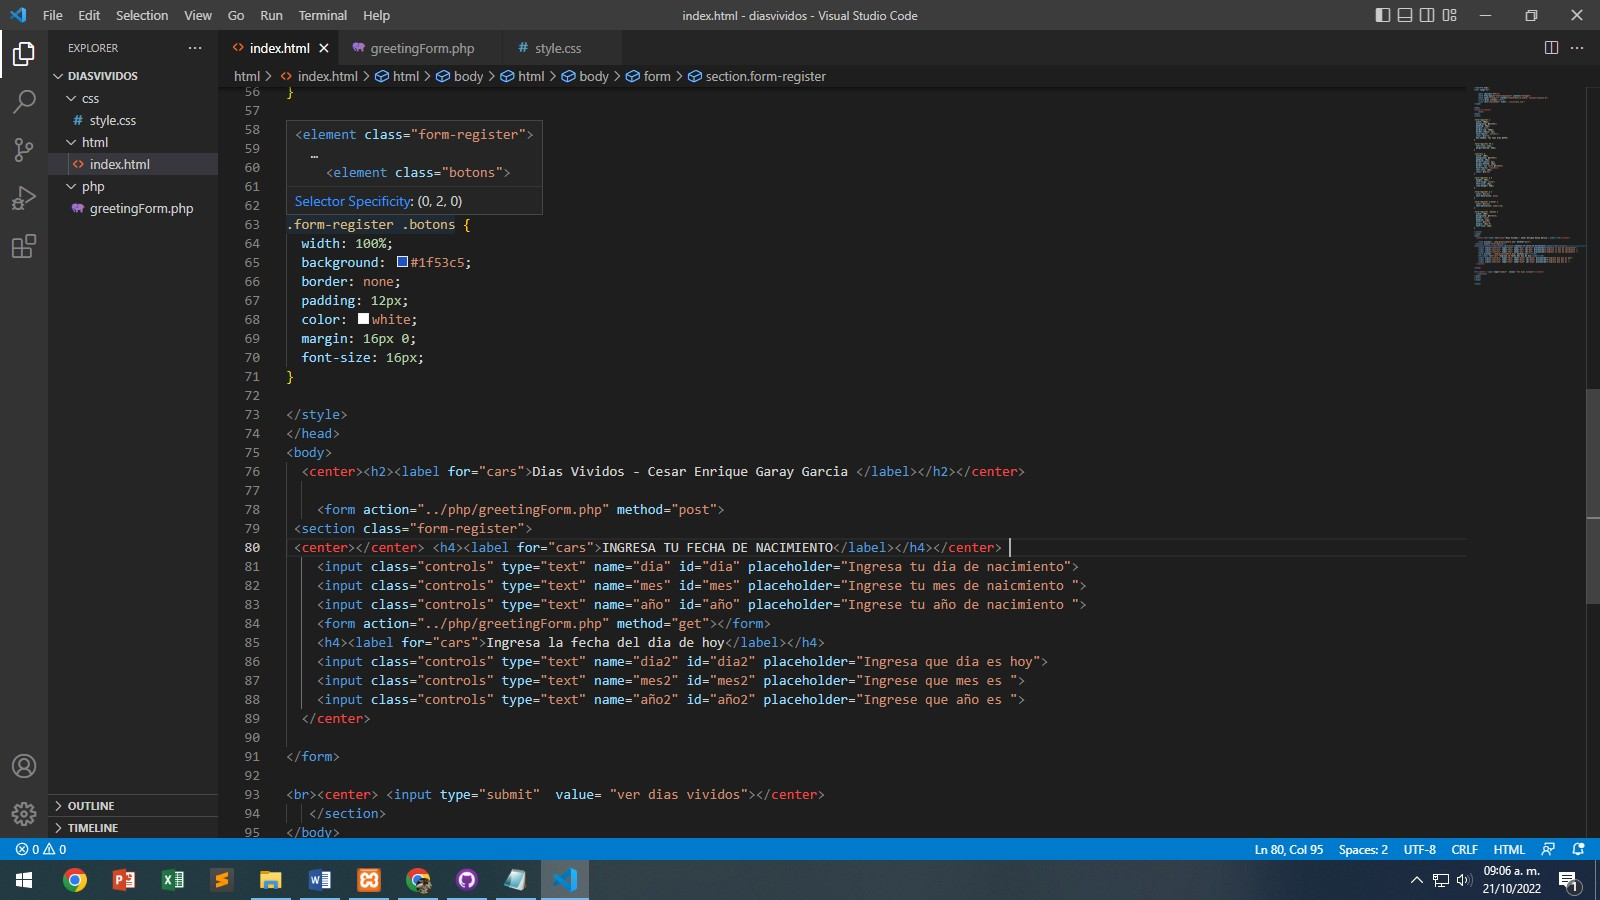 File Edit Selection View Go Run Terminal Help
index.html - diasvividos - Visual Studio Code
EXPLORER
DIASVIVIDOS
css
# style.css
html
<> index.html
php
greetingForm.php
OUTLINE
TIMELINE
<> index.html greetingForm.php # style.css
html > <> index.html > html > body > html > body > form > section.form-register
56 }
57
58
59
60
61
62
<element class="form-register">
…
<element class="botons">
Selector Specificity: (0, 2, 0)
63 .form-register .botons {
64 width: 100%;
65 background: #1f53c5;
66 border: none;
67 padding: 12px;
68 color: white;
69 margin: 16px 0;
70 font-size: 16px;
71 }
72
73 </style>
74 </head>
75 <body>
76 <center><h2><label for="cars">Dias Vividos - Cesar Enrique Garay Garcia </label></h2></center>
77
78 <form action="../php/greetingForm.php" method="post">
79 <section class="form-register">
80 <center></center> <h4><label for="cars">INGRESA TU FECHA DE NACIMIENTO</label></h4></center>
81 <input class="controls" type="text" name="dia" id="dia" placeholder="Ingresa tu dia de nacimiento">
82 <input class="controls" type="text" name="mes" id="mes" placeholder="Ingrese tu mes de naicmiento ">
83 <input class="controls" type="text" name="año" id="año" placeholder="Ingrese tu año de nacimiento ">
84 <form action="../php/greetingForm.php" method="get"></form>
85 <h4><label for="cars">Ingresa la fecha del dia de hoy</label></h4>
86 <input class="controls" type="text" name="dia2" id="dia2" placeholder="Ingresa que dia es hoy">
87 <input class="controls" type="text" name="mes2" id="mes2" placeholder="Ingrese que mes es ">
88 <input class="controls" type="text" name="año2" id="año2" placeholder="Ingrese que año es ">
89 </center>
90
91 </form>
92
93 <br><center> <input type="submit"  value= "ver dias vividos"></center>
94 </section>
95 </body>
0 0
Ln 80, Col 95 Spaces: 2 UTF-8 CRLF HTML
09:06 a. m.
21/10/2022
1